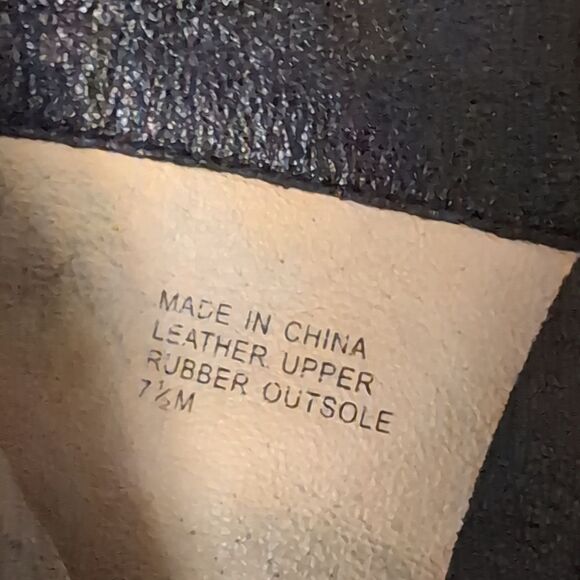 MADE IN CHINA
LEATHER UPPER
RUBBER OUTSOLE
7½M